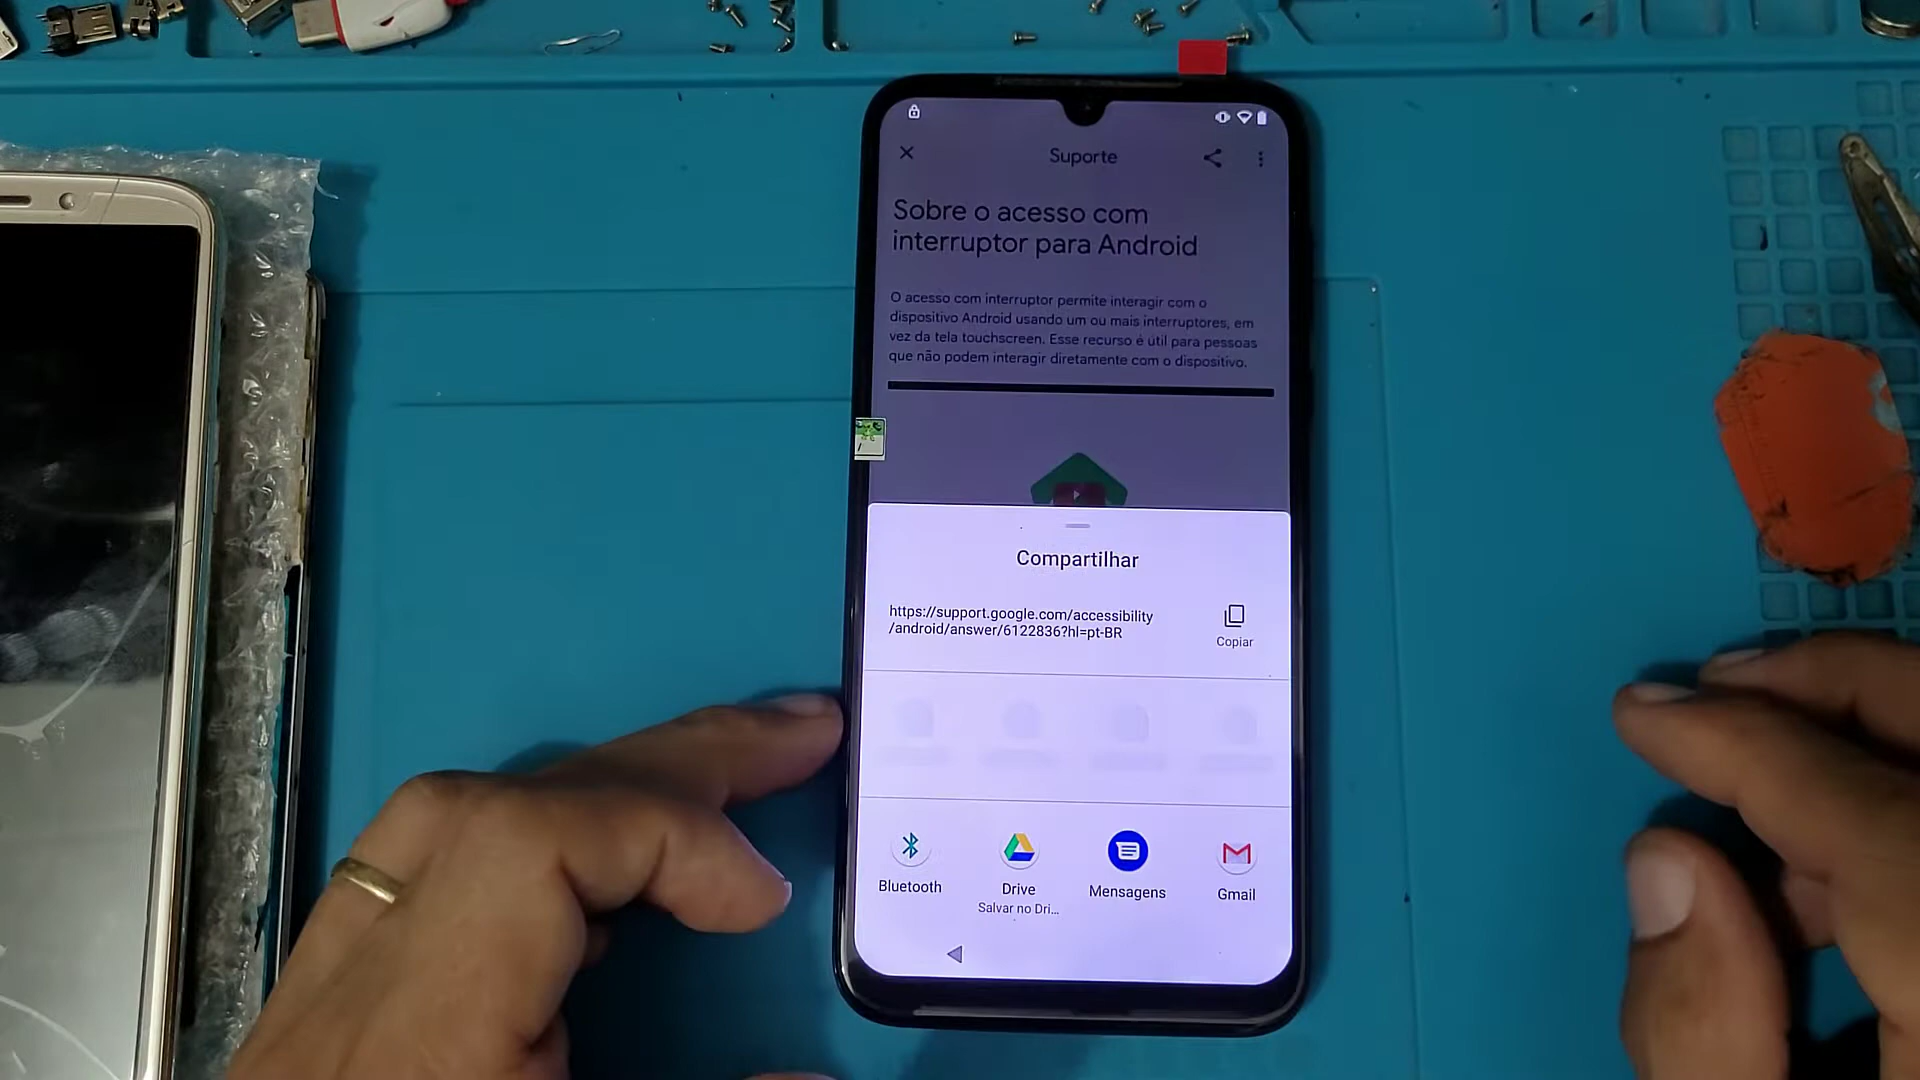 Suporte
Sobre o acesso com
interruptor para Android
O acesso com interruptor permite interagir com o
dispositivo Android usando um ou mais interruptores, em
vez da tela touchscreen. Esse recurso é útil para pessoas
que não podem interagir diretamente com o dispositivo.
Compartilhar
https://support.google.com/accessibility
/android/answer/6122836?hl=pt-BR
Copiar
Bluetooth
Drive
Salvar no Dri...
Mensagens
Gmail